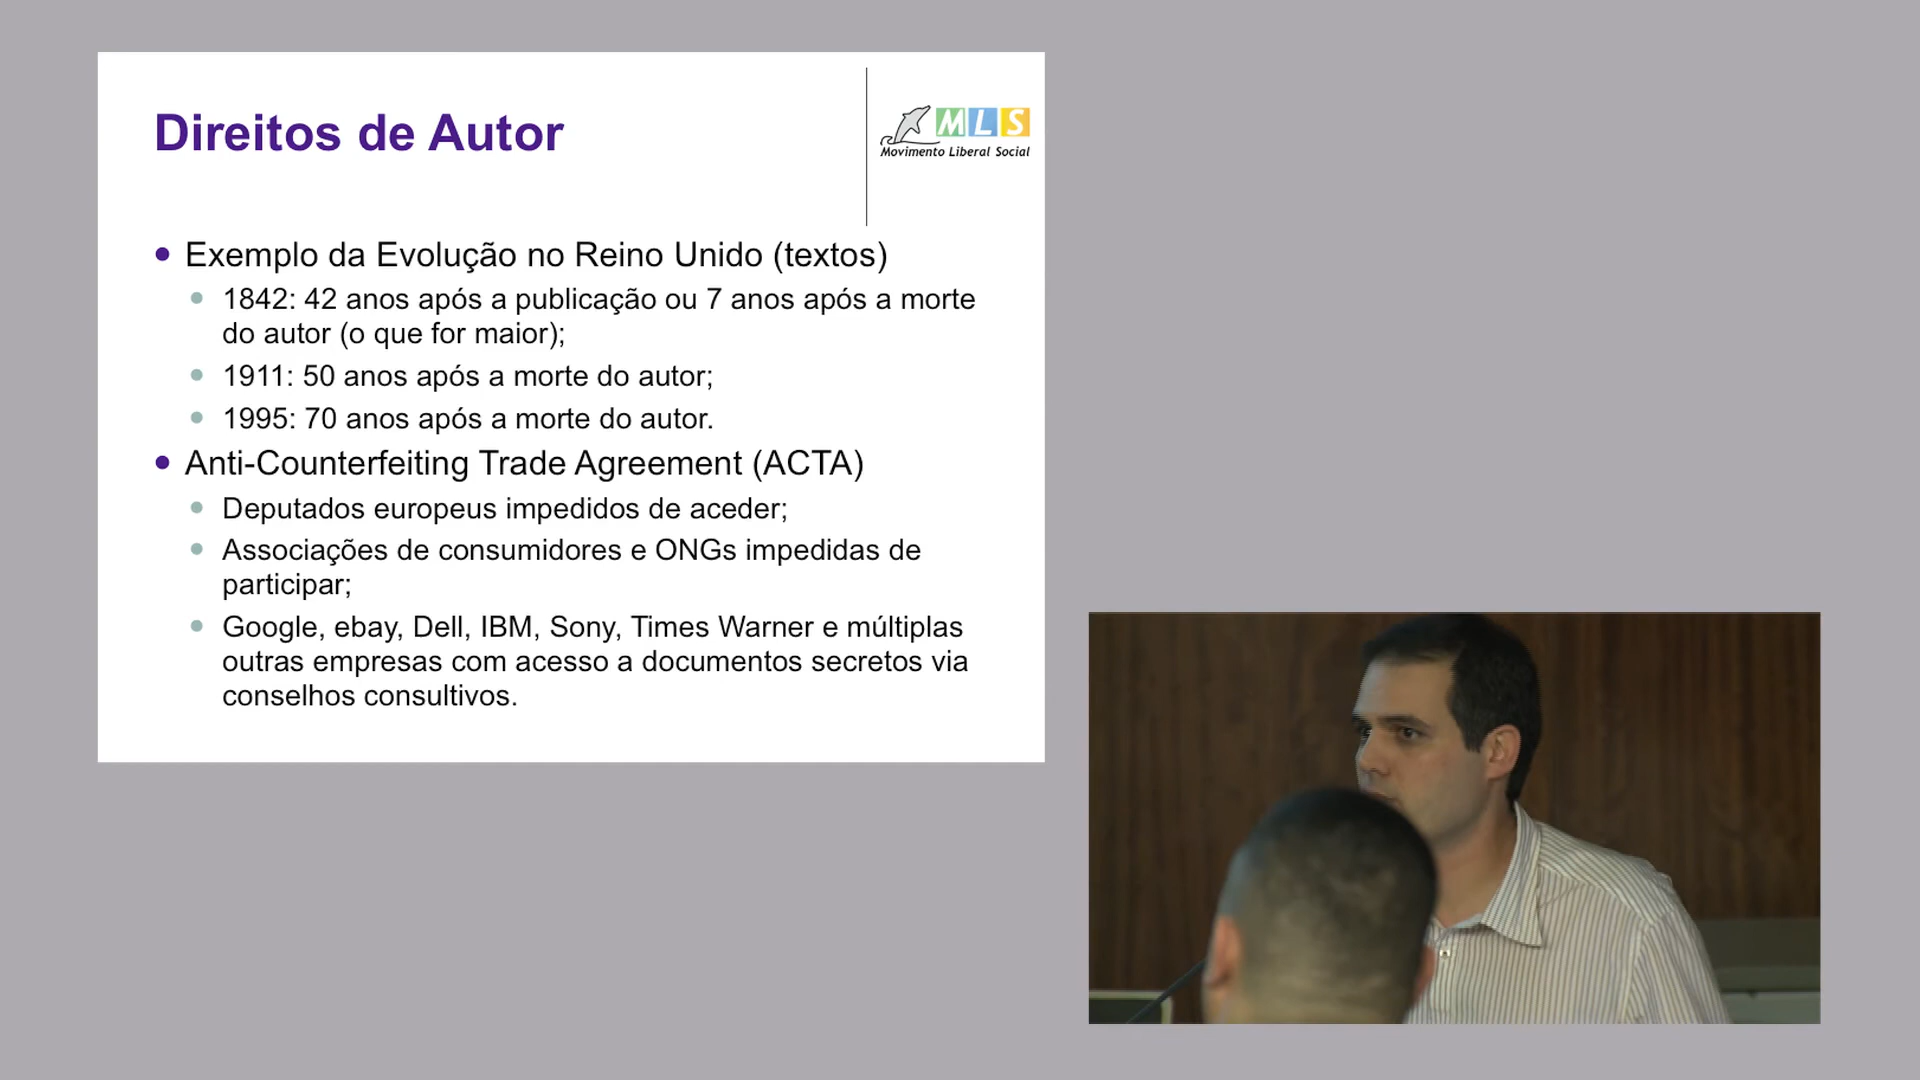 Direitos de Autor
MLS
Movimento Liberal Social
Exemplo da Evolução no Reino Unido (textos)
1842: 42 anos após a publicação ou 7 anos após a morte
do autor (o que for maior);
1911: 50 anos após a morte do autor;
1995: 70 anos após a morte do autor.
Anti-Counterfeiting Trade Agreement (ACTA)
Deputados europeus impedidos de aceder;
Associações de consumidores e ONGs impedidas de
participar;
Google, ebay, Dell, IBM, Sony, Times Warner e múltiplas
outras empresas com acesso a documentos secretos via
conselhos consultivos.